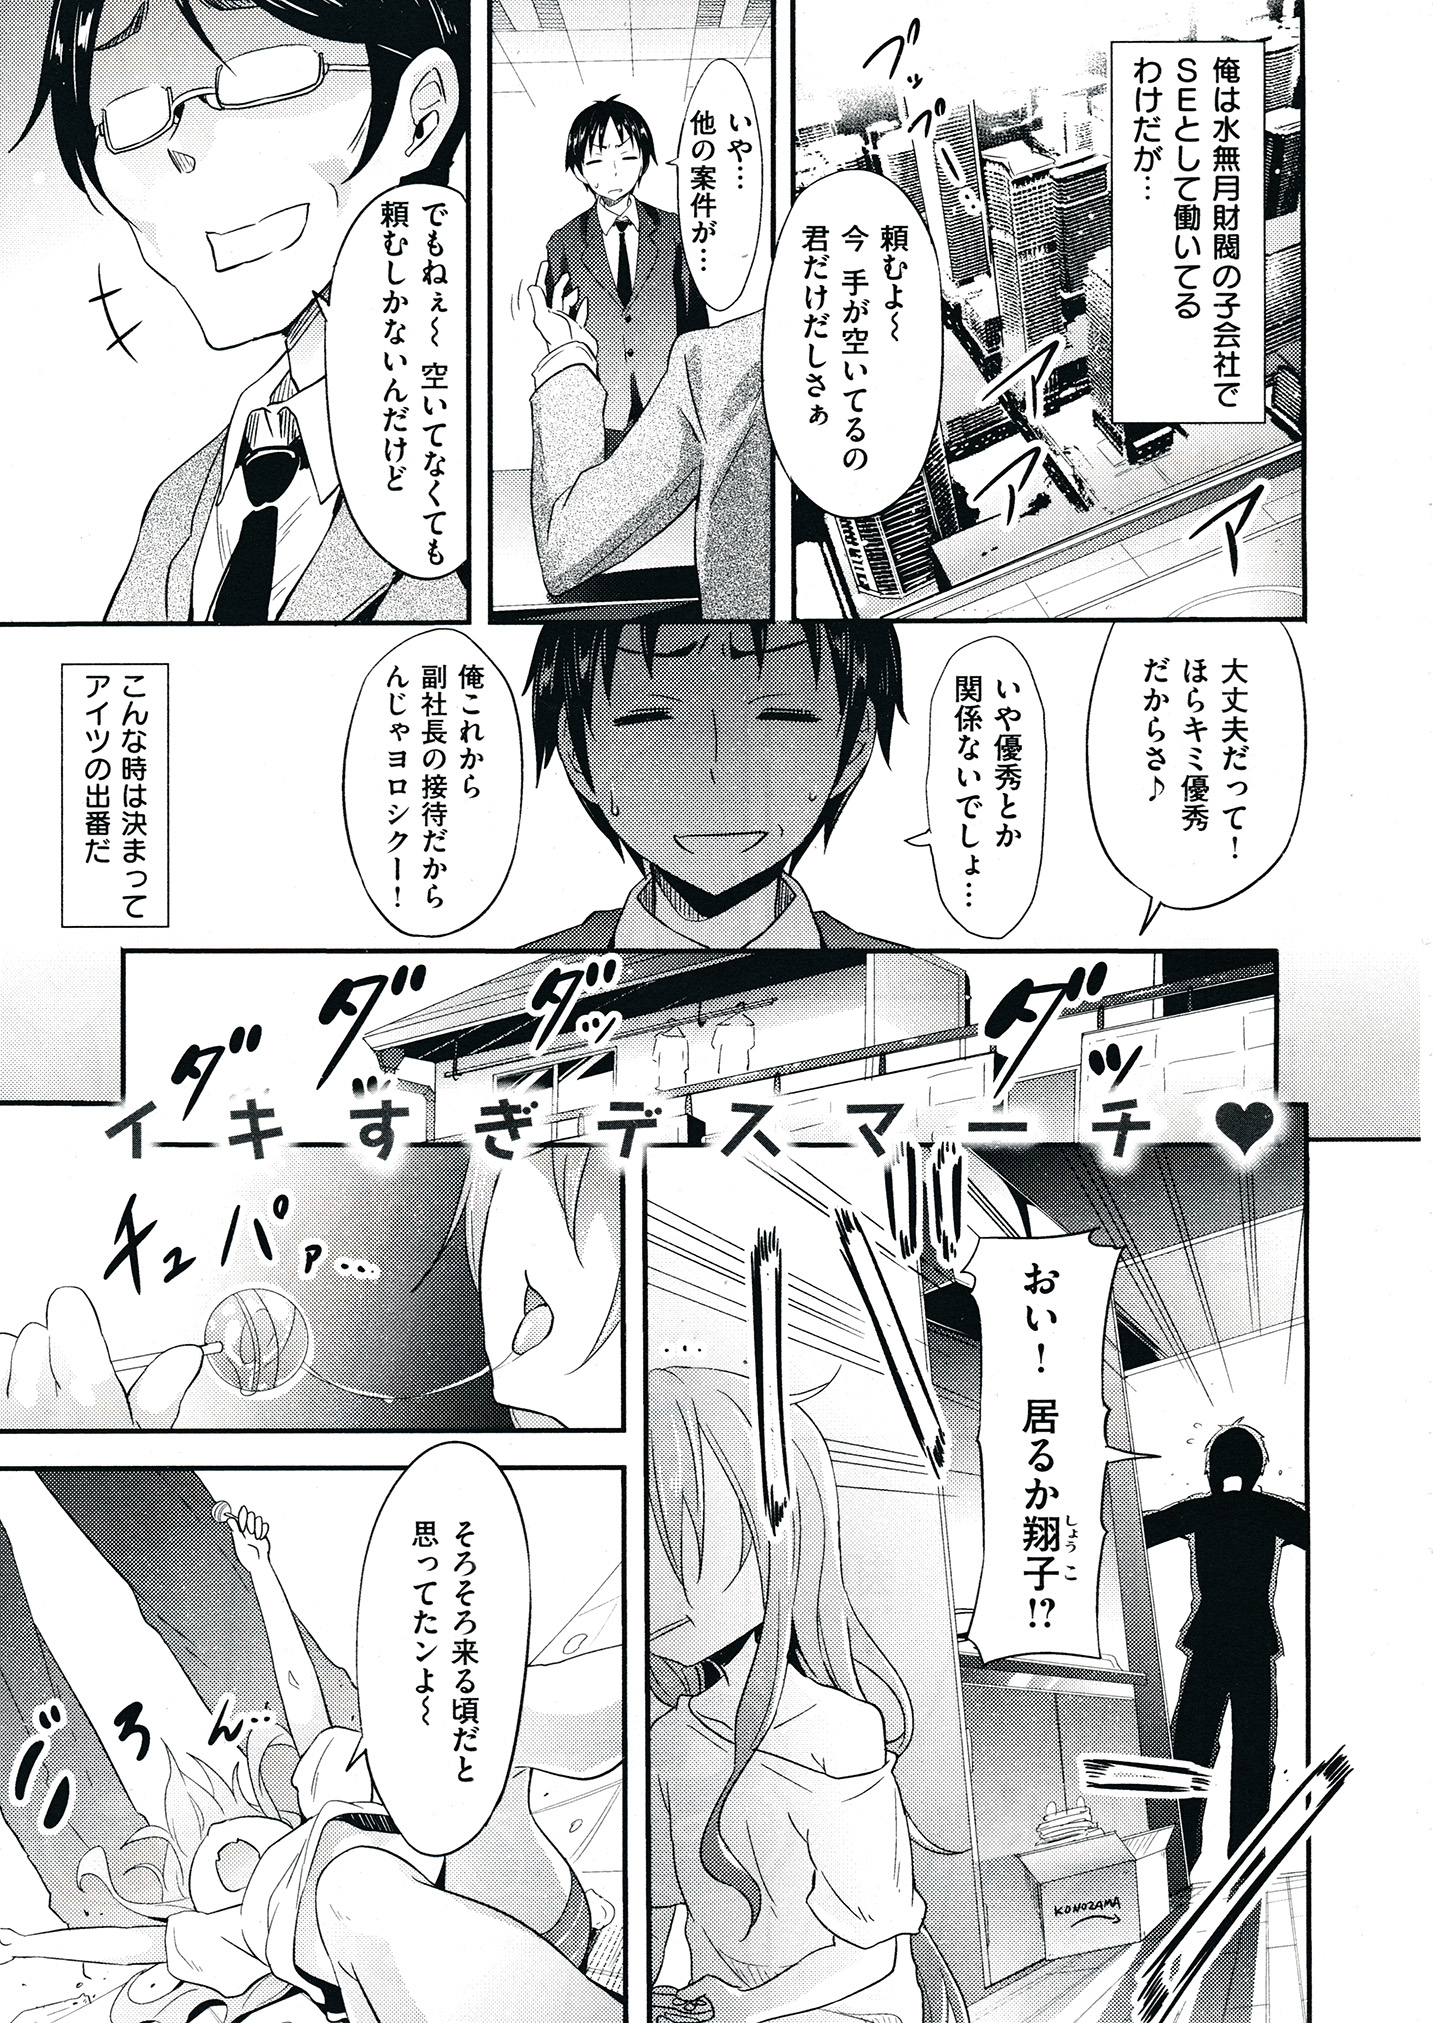 俺は水無月財閥の子会社で
SEとして働いてる
わけだが…
ブッ
ブー…
アァァ
頼むよ〜
今 手が空いてるの
君だけだしさぁ
いや…
他の案件が…
でもねぇ〜 空いてなくても
頼むしかないんだけど
大丈夫だって!
ほらキミ優秀
だからさ♪
いや優秀とか
関係ないでしょ…
俺これから
副社長の接待だから
んじゃヨロシクー!
こんな時は決まって
アイツの出番だ
ダッ
ダッ
ダ
ダ
イキすぎデスマーチ♥
おい! 居るか翔子!?
しょうこ
KONOZAMA
…
チュパァ…
そろそろ来る頃だと
思ってたンよ〜
ごろん…